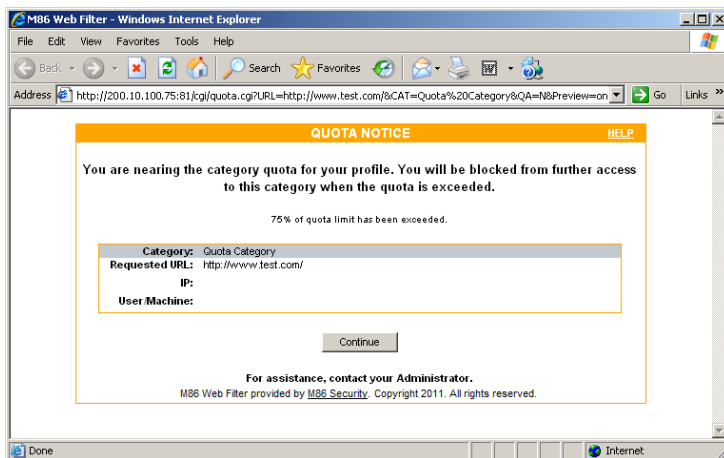 M86 Web Filter - Windows Internet Explorer
File Edit View Favorites Tools Help
Back Search Favorites
Address http://200.10.100.75:81/cgi/quota.cgi?URL=http://www.test.com/&CAT=Quota%20Category&QA=N&Preview=on Go Links »
QUOTA NOTICE HELP
You are nearing the category quota for your profile. You will be blocked from further access
to this category when the quota is exceeded.
75% of quota limit has been exceeded.
Category: Quota Category
Requested URL: http://www.test.com/
IP:
User/Machine:
Continue
For assistance, contact your Administrator.
M86 Web Filter provided by M86 Security. Copyright 2011. All rights reserved.
Done Internet